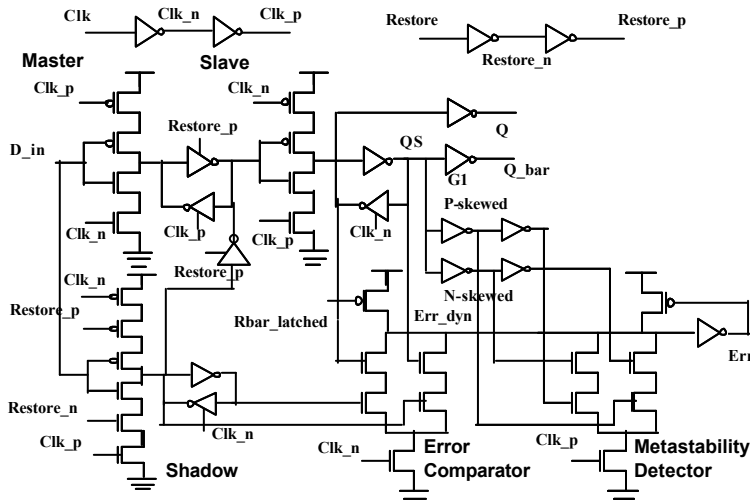 Clk
Clk_n
Clk_p
Restore
Restore_n
Restore_p
Master
Slave
Clk_p
Clk_n
Restore_p
D_in
QS
Q
Q_bar
G1
P-skewed
Clk_n
Clk_p
Clk_p
Clk_n
Restore_p
N-skewed
Clk_n
Restore_p
Rbar_latched
Err_dyn
Err
Restore_n
Clk_p
Clk_n
Clk_n
Clk_p
Shadow
Error
Comparator
Metastability
Detector